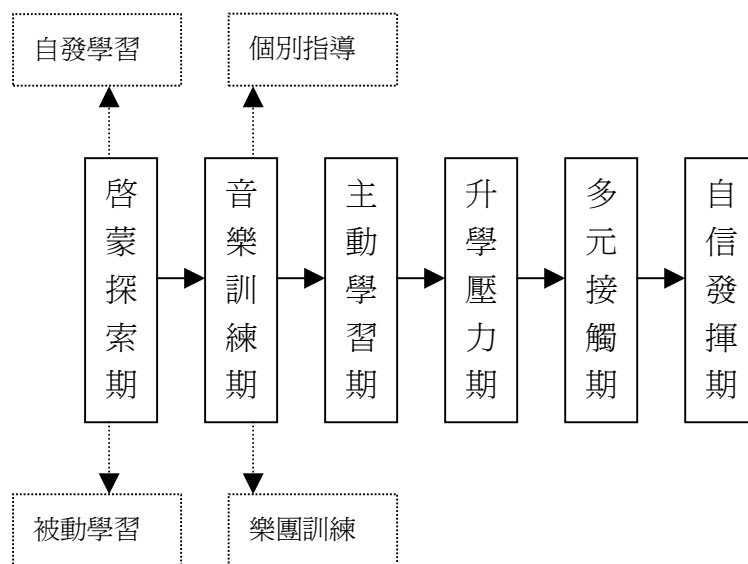 自發學習
個別指導
啓蒙探索期
音樂訓練期
主動學習期
升學壓力期
多元接觸期
自信發揮期
被動學習
樂團訓練